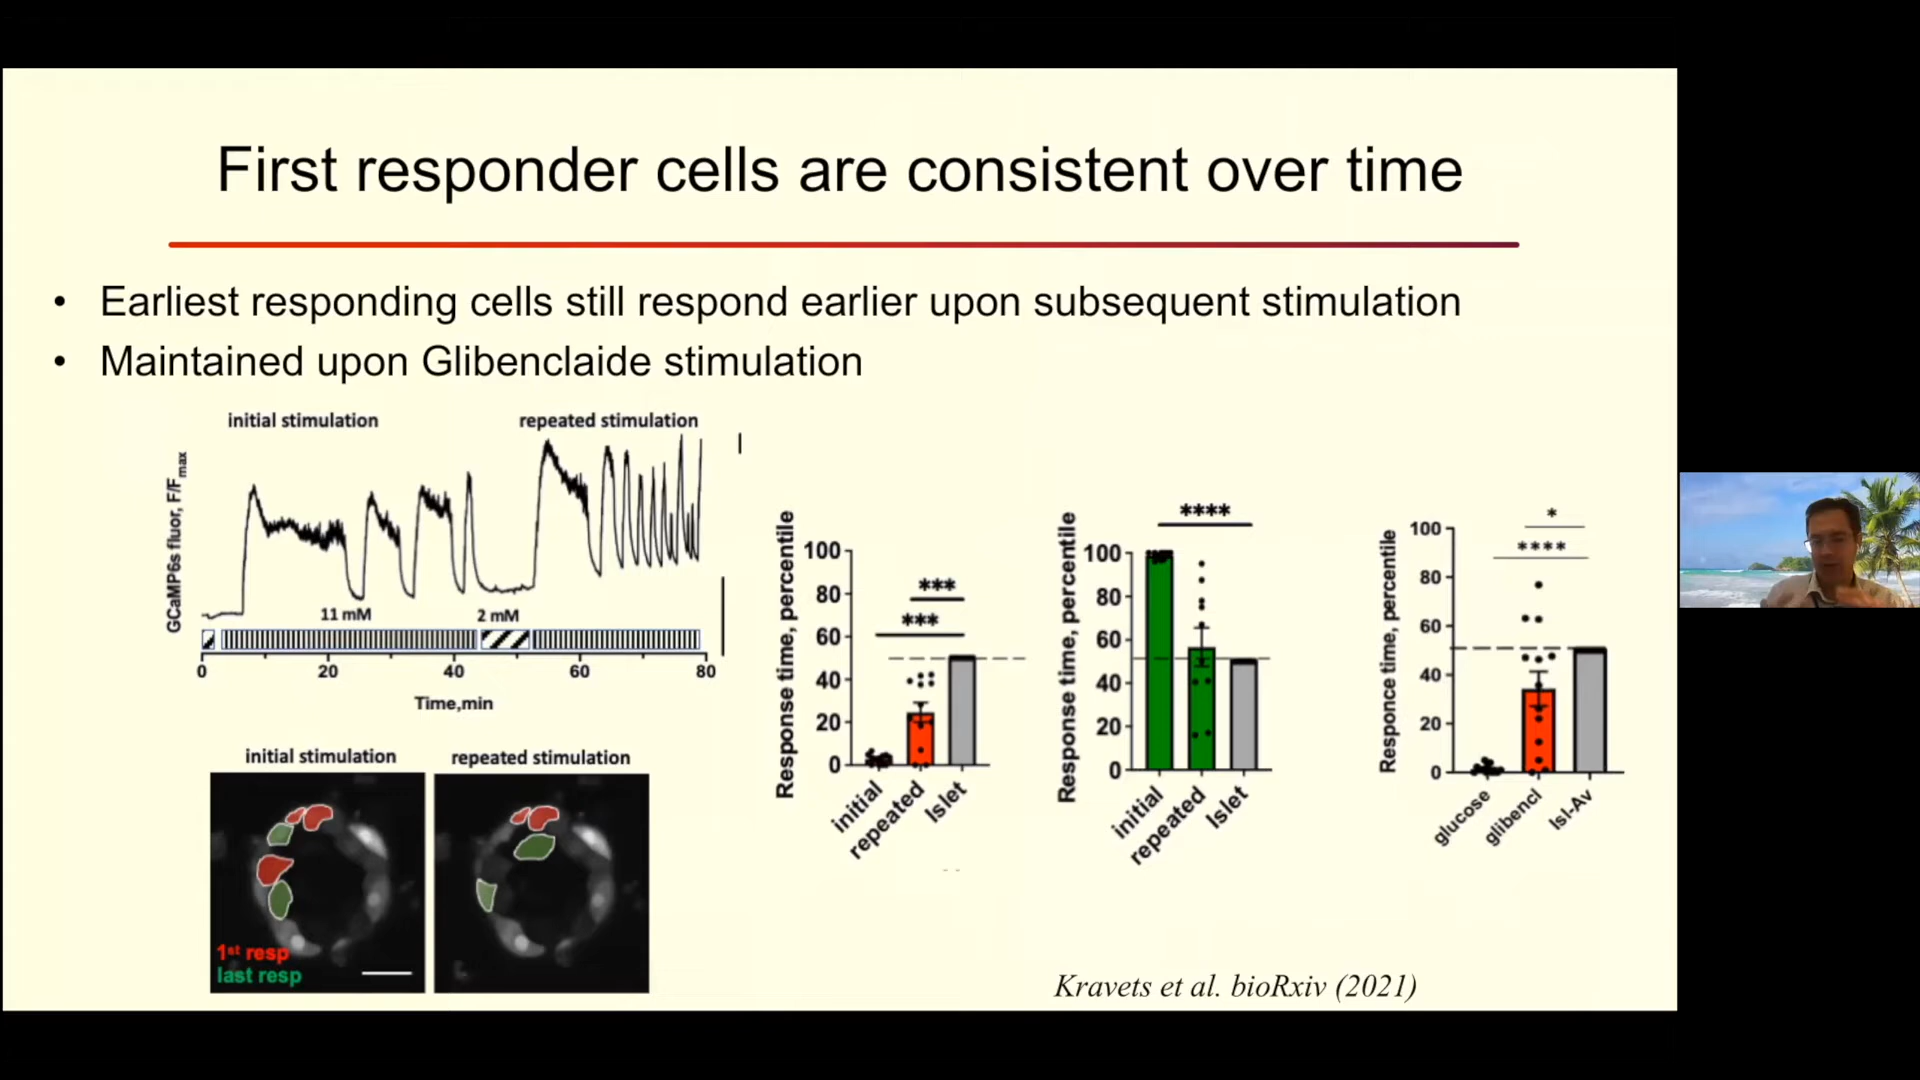 First responder cells are consistent over time
• Earliest responding cells still respond earlier upon subsequent stimulation
• Maintained upon Glibenclaide stimulation
initial stimulation
repeated stimulation
GCaMP6s fluor, F/Fmax
11 mM
2 mM
0 20 40 60 80
Time,min
initial stimulation
repeated stimulation
1st resp
last resp
Response time, percentile
100
80
60
40
20
0
***
***
initial
repeated
Islet
Response time, percentile
100
80
60
40
20
0
****
initial
repeated
Islet
Responce time, percentile
100
80
60
40
20
0
*
****
glucose
glibencl
Isl-Av
Kravets et al. bioRxiv (2021)